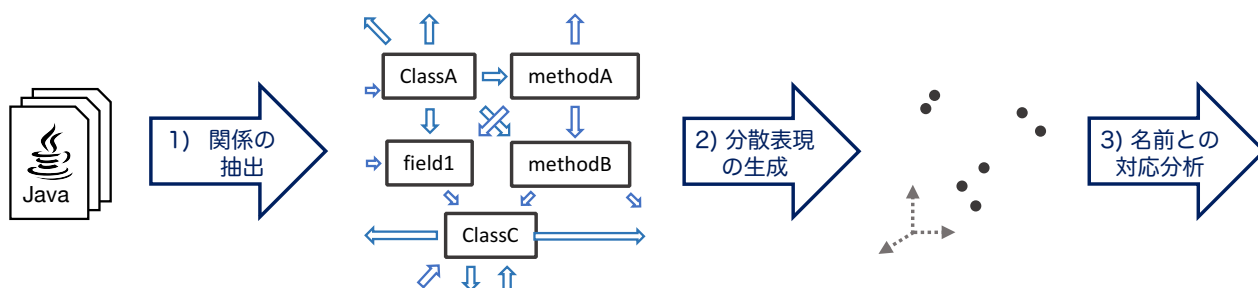 Java
1) 関係の
抽出
ClassA
methodA
field1
methodB
ClassC
2) 分散表現
の生成
3) 名前との
対応分析